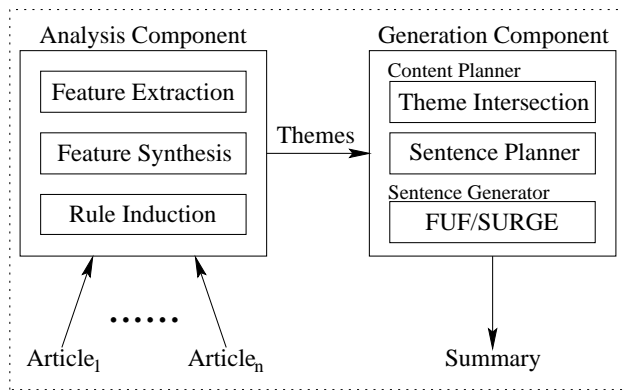 Analysis Component
Feature Extraction
Feature Synthesis
Rule Induction
Themes
Generation Component
Content Planner
Theme Intersection
Sentence Planner
Sentence Generator
FUF/SURGE
Article1
Articlen
Summary